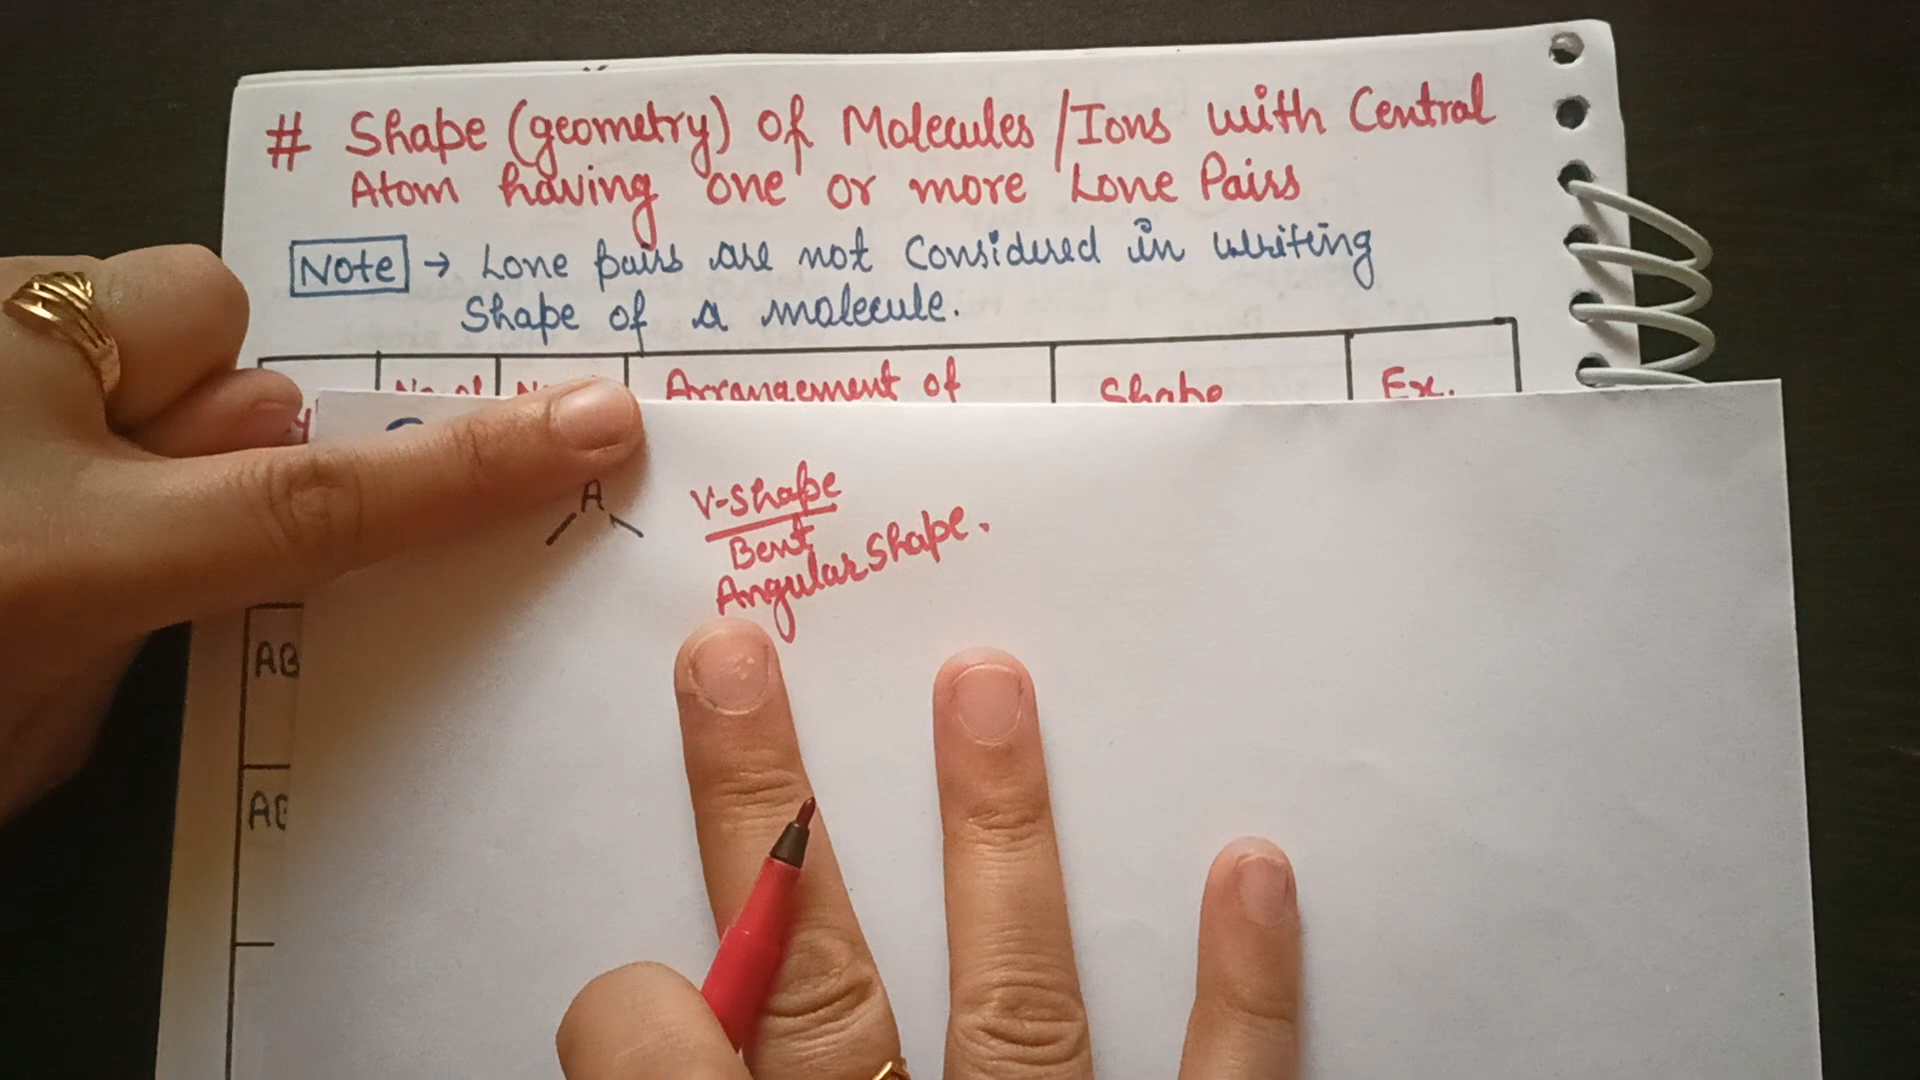 # Shape (geometry) of Molecules/Ions with Central
Atom having one or more Lone Pairs
Note → Lone pairs are not Considered in writing
Shape of a molecule.
Arrangement of
Shape
Ex.
A
V-Shape
Bent
Angular Shape.
AB